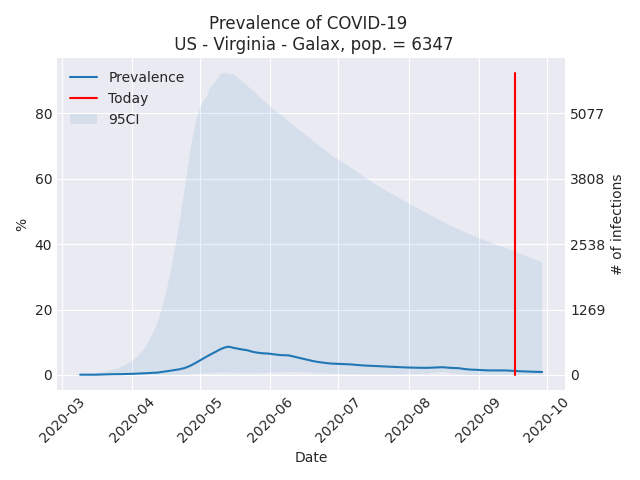 Prevalence of COVID-19
US - Virginia - Galax, pop. = 6347
Prevalence
Today
95CI
80
60
40
20
0
%
5077
3808
2538
1269
0
# of infections
2020-03
2020-04
2020-05
2020-06
2020-07
2020-08
2020-09
2020-10
Date